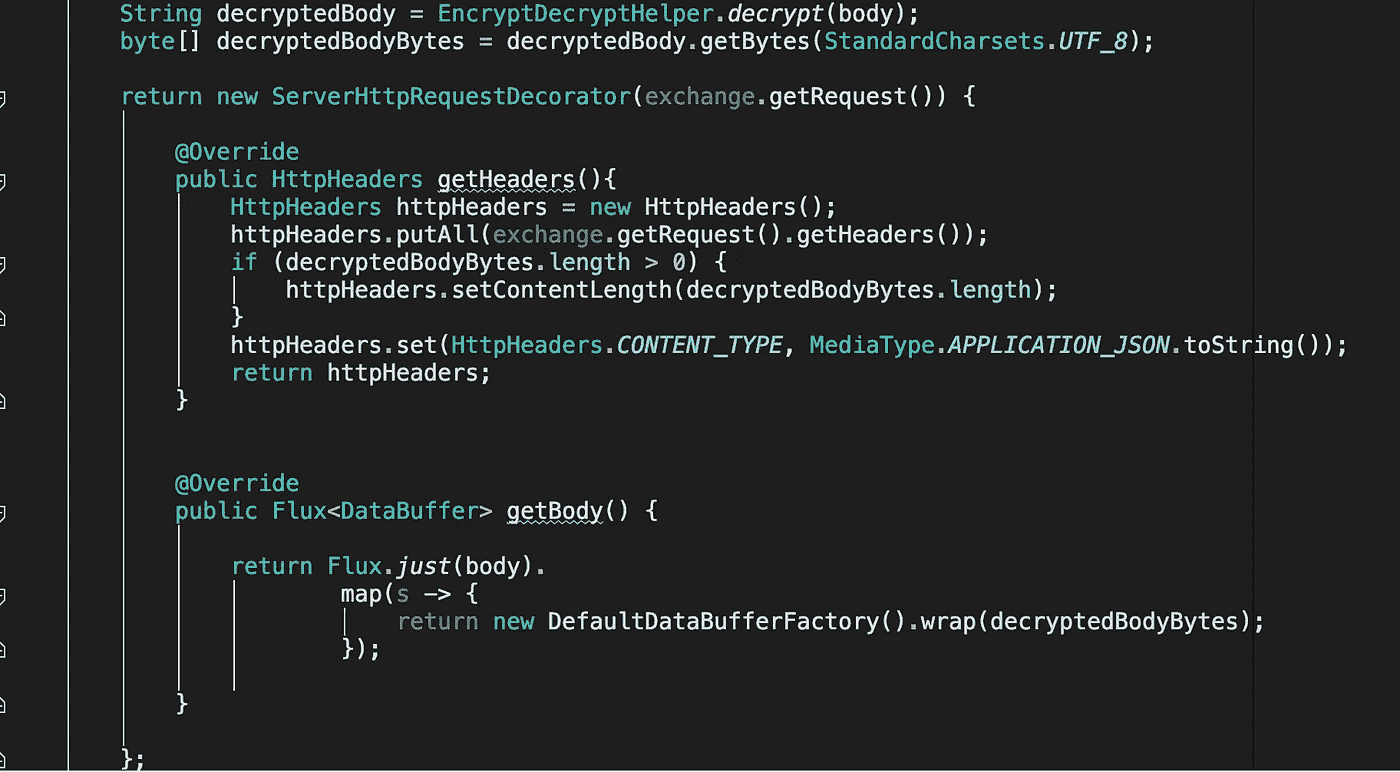 String decryptedBody = EncryptDecryptHelper.decrypt(body);
byte[] decryptedBodyBytes = decryptedBody.getBytes(StandardCharsets.UTF_8);
return new ServerHttpRequestDecorator(exchange.getRequest()) {
@Override
public HttpHeaders getHeaders(){
HttpHeaders httpHeaders = new HttpHeaders();
httpHeaders.putAll(exchange.getRequest().getHeaders());
if (decryptedBodyBytes.length > 0) {
httpHeaders.setContentLength(decryptedBodyBytes.length);
}
httpHeaders.set(HttpHeaders.CONTENT_TYPE, MediaType.APPLICATION_JSON.toString());
return httpHeaders;
}
@Override
public Flux<DataBuffer> getBody() {
return Flux.just(body).
map(s -> {
return new DefaultDataBufferFactory().wrap(decryptedBodyBytes);
});
}
};